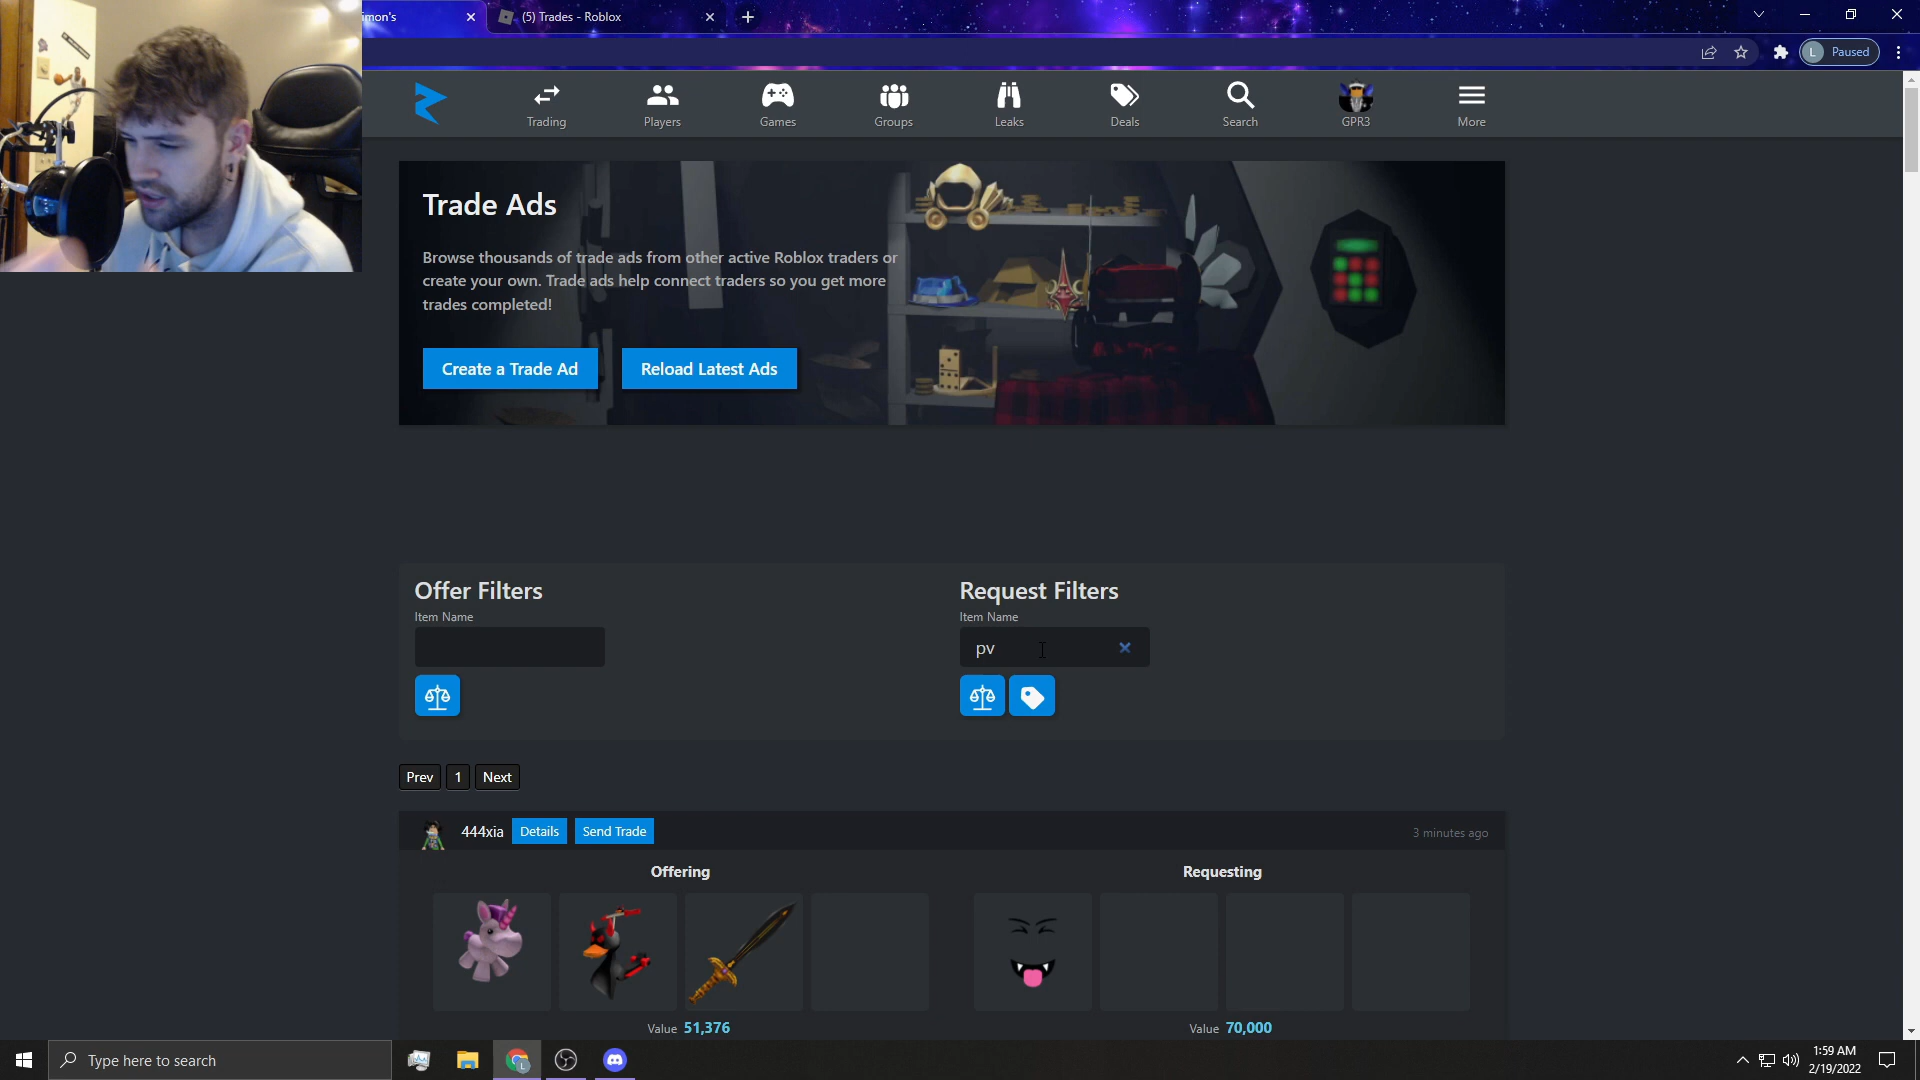 imon's
(5) Trades - Roblox
L Paused
Trading
Players
Games
Groups
Leaks
Deals
Search
GPR3
More
Trade Ads
Browse thousands of trade ads from other active Roblox traders or
create your own. Trade ads help connect traders so you get more
trades completed!
Create a Trade Ad
Reload Latest Ads
Offer Filters
Item Name
Request Filters
Item Name
pv
Prev 1 Next
444xia Details Send Trade
3 minutes ago
Offering
Requesting
Value 51,376
Value 70,000
Type here to search
L
1:59 AM
2/19/2022